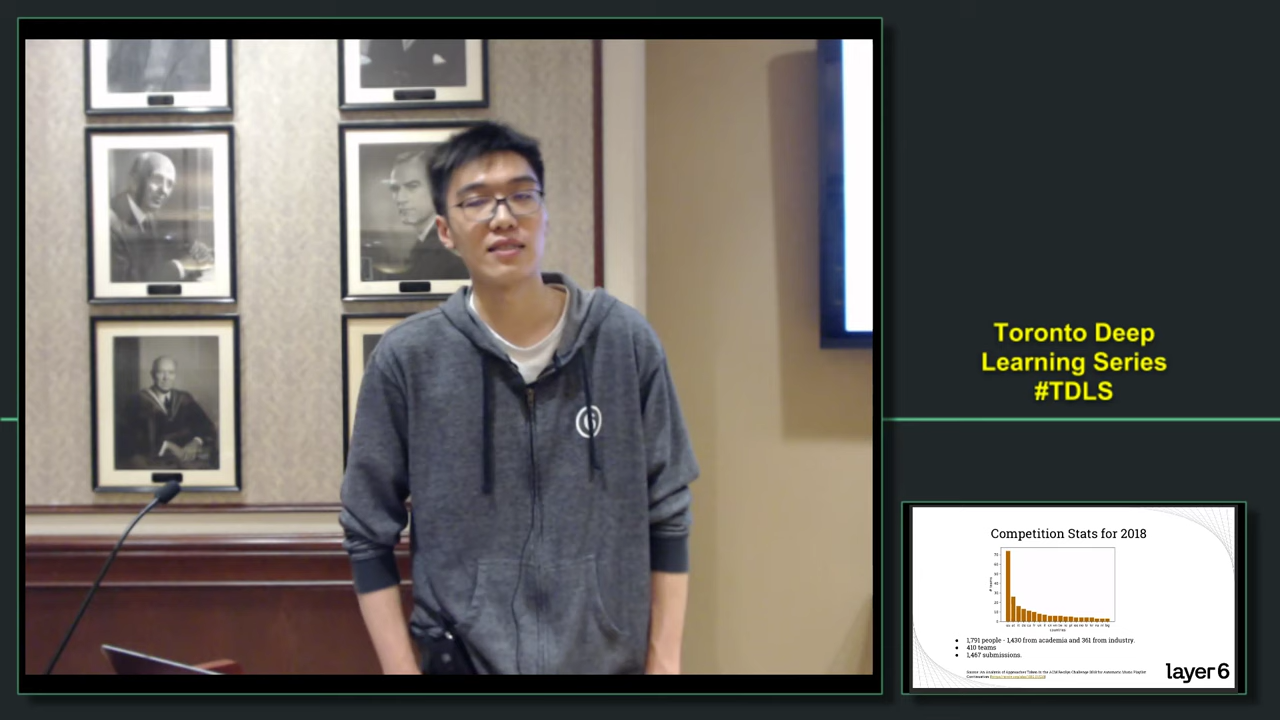 Toronto Deep
Learning Series
#TDLS
6
Competition Stats for 2018
1,791 people - 1,430 from academia and 361 from industry.
410 teams
1,467 submissions.
layer 6